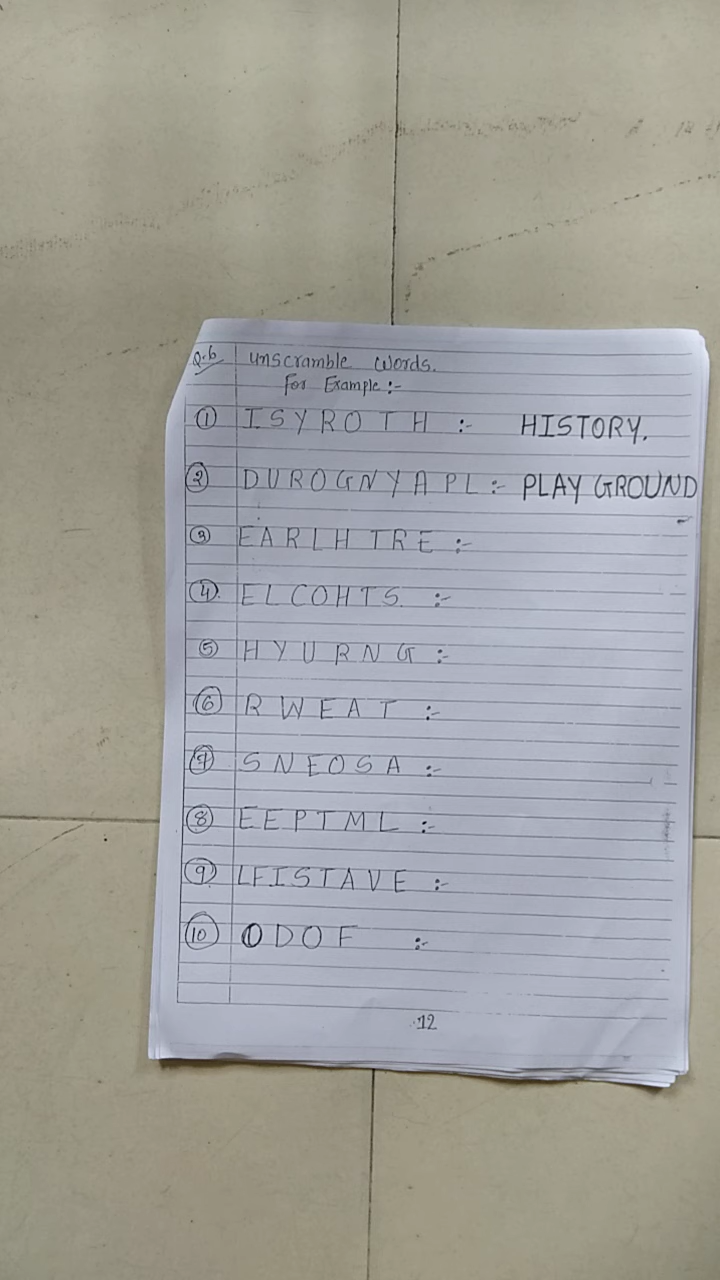 Q.6 Unscramble Words.
For Example :-
① ISYROTH :- HISTORY.
② DUROGNYAPL :- PLAY GROUND
③ EARLHTRE :-
④ ELCOHTS :-
⑤ HYURNG :-
⑥ RWEAT :-
⑦ SNEOSA :-
⑧ EEPTML :-
⑨ LFISTAVE :-
⑩ ODOF :-
12